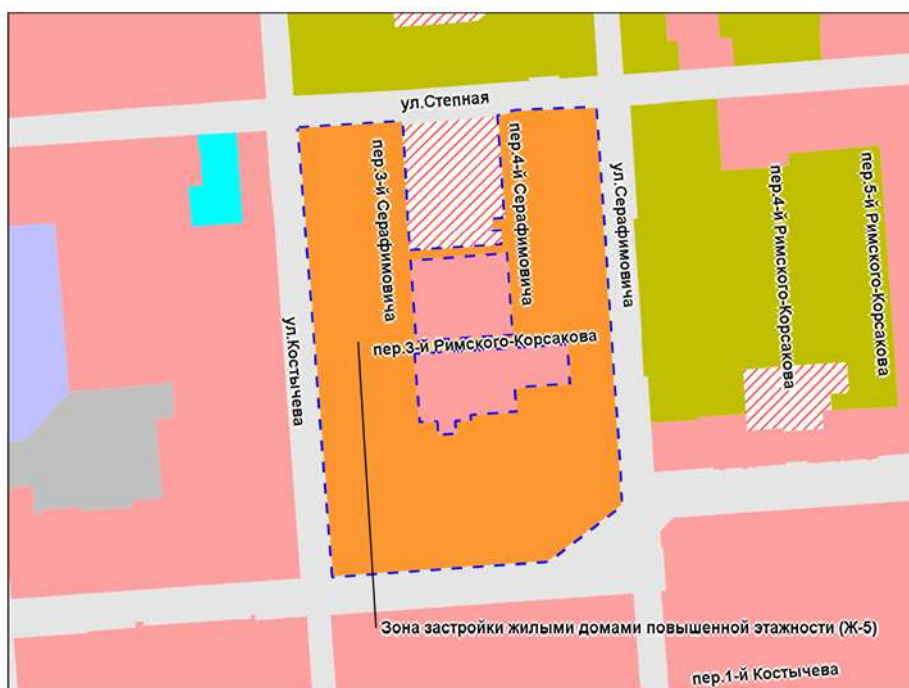 ул.Степная
пер.3-й Серафимовича
пер.4-й Серафимовича
ул.Серафимовича
пер.4-й Римского-Корсакова
пер.5-й Римского-Корсакова
ул.Костычева
пер.3-й Римского-Корсакова
Зона застройки жилыми домами повышенной этажности (Ж-5)
пер.1-й Костычева